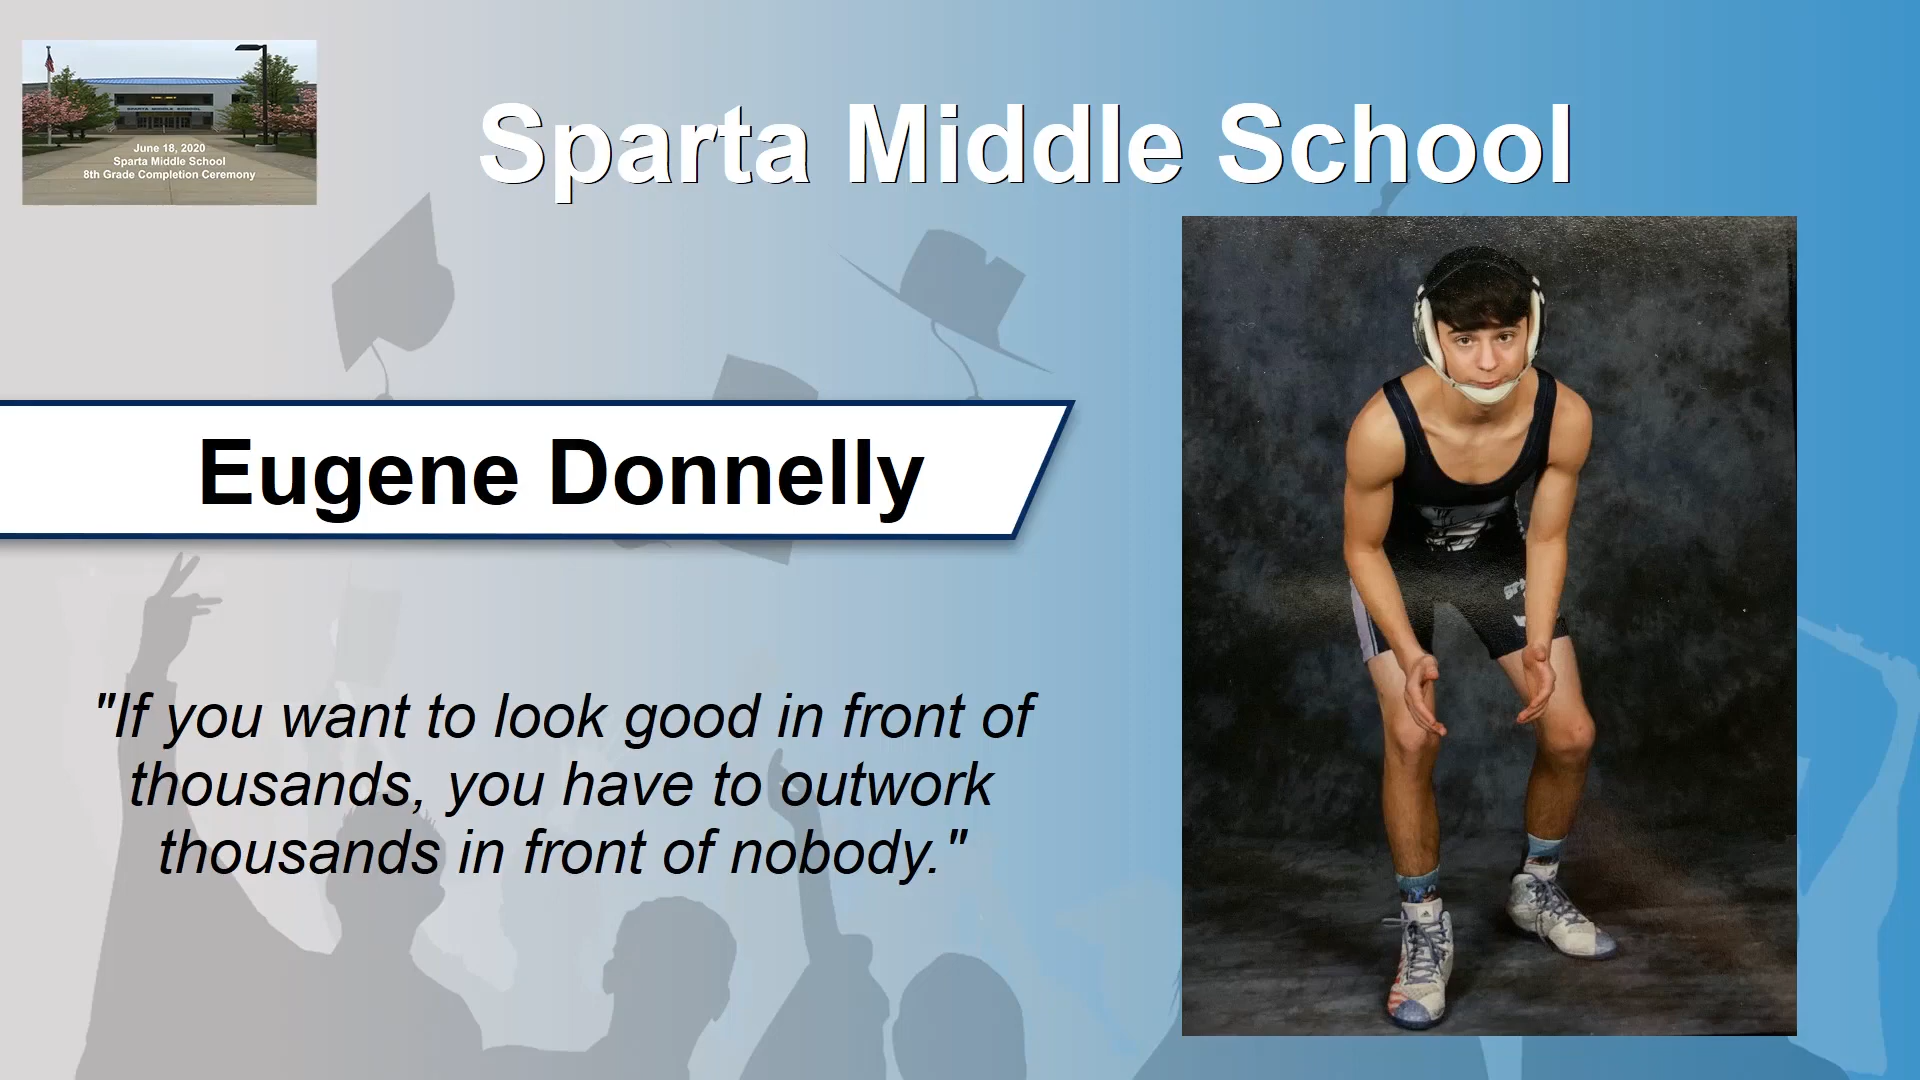 June 18, 2020
Sparta Middle School
8th Grade Completion Ceremony
Sparta Middle School
Eugene Donnelly
"If you want to look good in front of
thousands, you have to outwork
thousands in front of nobody."